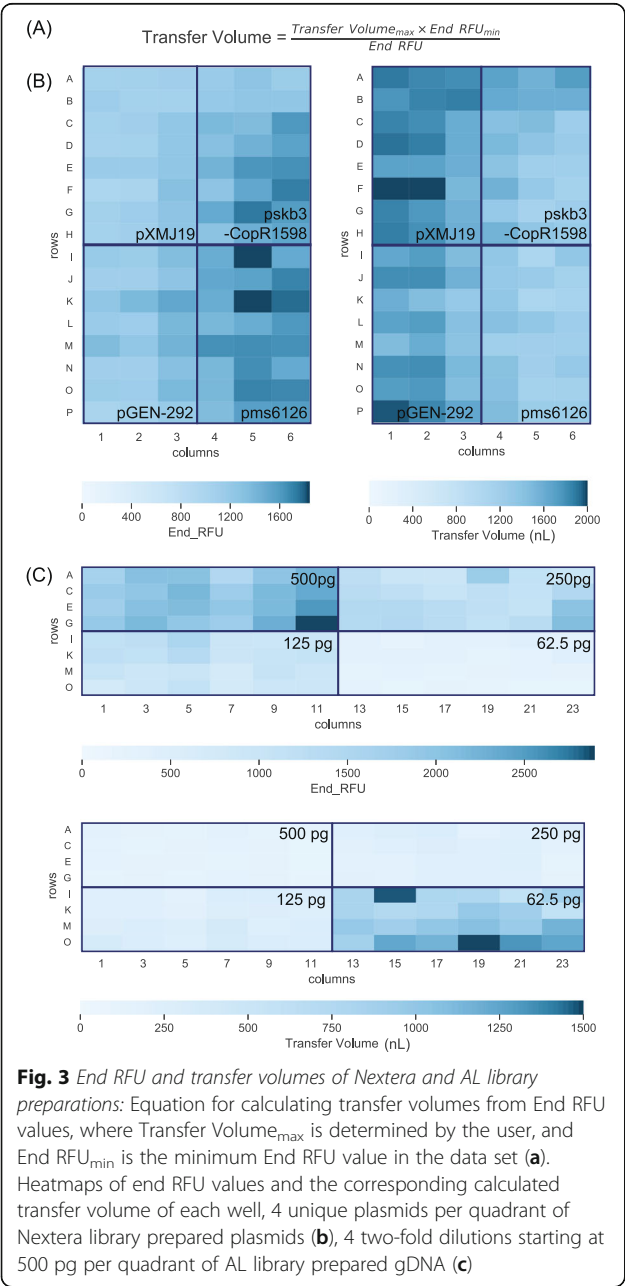 (A)
Transfer Volume = Transfer Volumemax × End RFUmin / End RFU
(B)
rows
A
B
C
D
E
F
G
H
I
J
K
L
M
N
O
P
pXMJ19
pskb3
-CopR1598
pGEN-292
pms6126
1 2 3 4 5 6
columns
0 400 800 1200 1600
End_RFU
rows
A
B
C
D
E
F
G
H
I
J
K
L
M
N
O
P
pXMJ19
pskb3
-CopR1598
pGEN-292
pms6126
1 2 3 4 5 6
columns
0 400 800 1200 1600 2000
Transfer Volume (nL)
(C)
rows
A
C
E
G
I
K
M
O
500pg
250pg
125 pg
62.5 pg
1 3 5 7 9 11 13 15 17 19 21 23
columns
0 500 1000 1500 2000 2500
End_RFU
rows
A
C
E
G
I
K
M
O
500 pg
250 pg
125 pg
62.5 pg
1 3 5 7 9 11 13 15 17 19 21 23
columns
0 250 500 750 1000 1250 1500
Transfer Volume (nL)
Fig. 3 End RFU and transfer volumes of Nextera and AL library
preparations: Equation for calculating transfer volumes from End RFU
values, where Transfer Volumemax is determined by the user, and
End RFUmin is the minimum End RFU value in the data set (a).
Heatmaps of end RFU values and the corresponding calculated
transfer volume of each well, 4 unique plasmids per quadrant of
Nextera library prepared plasmids (b), 4 two-fold dilutions starting at
500 pg per quadrant of AL library prepared gDNA (c)